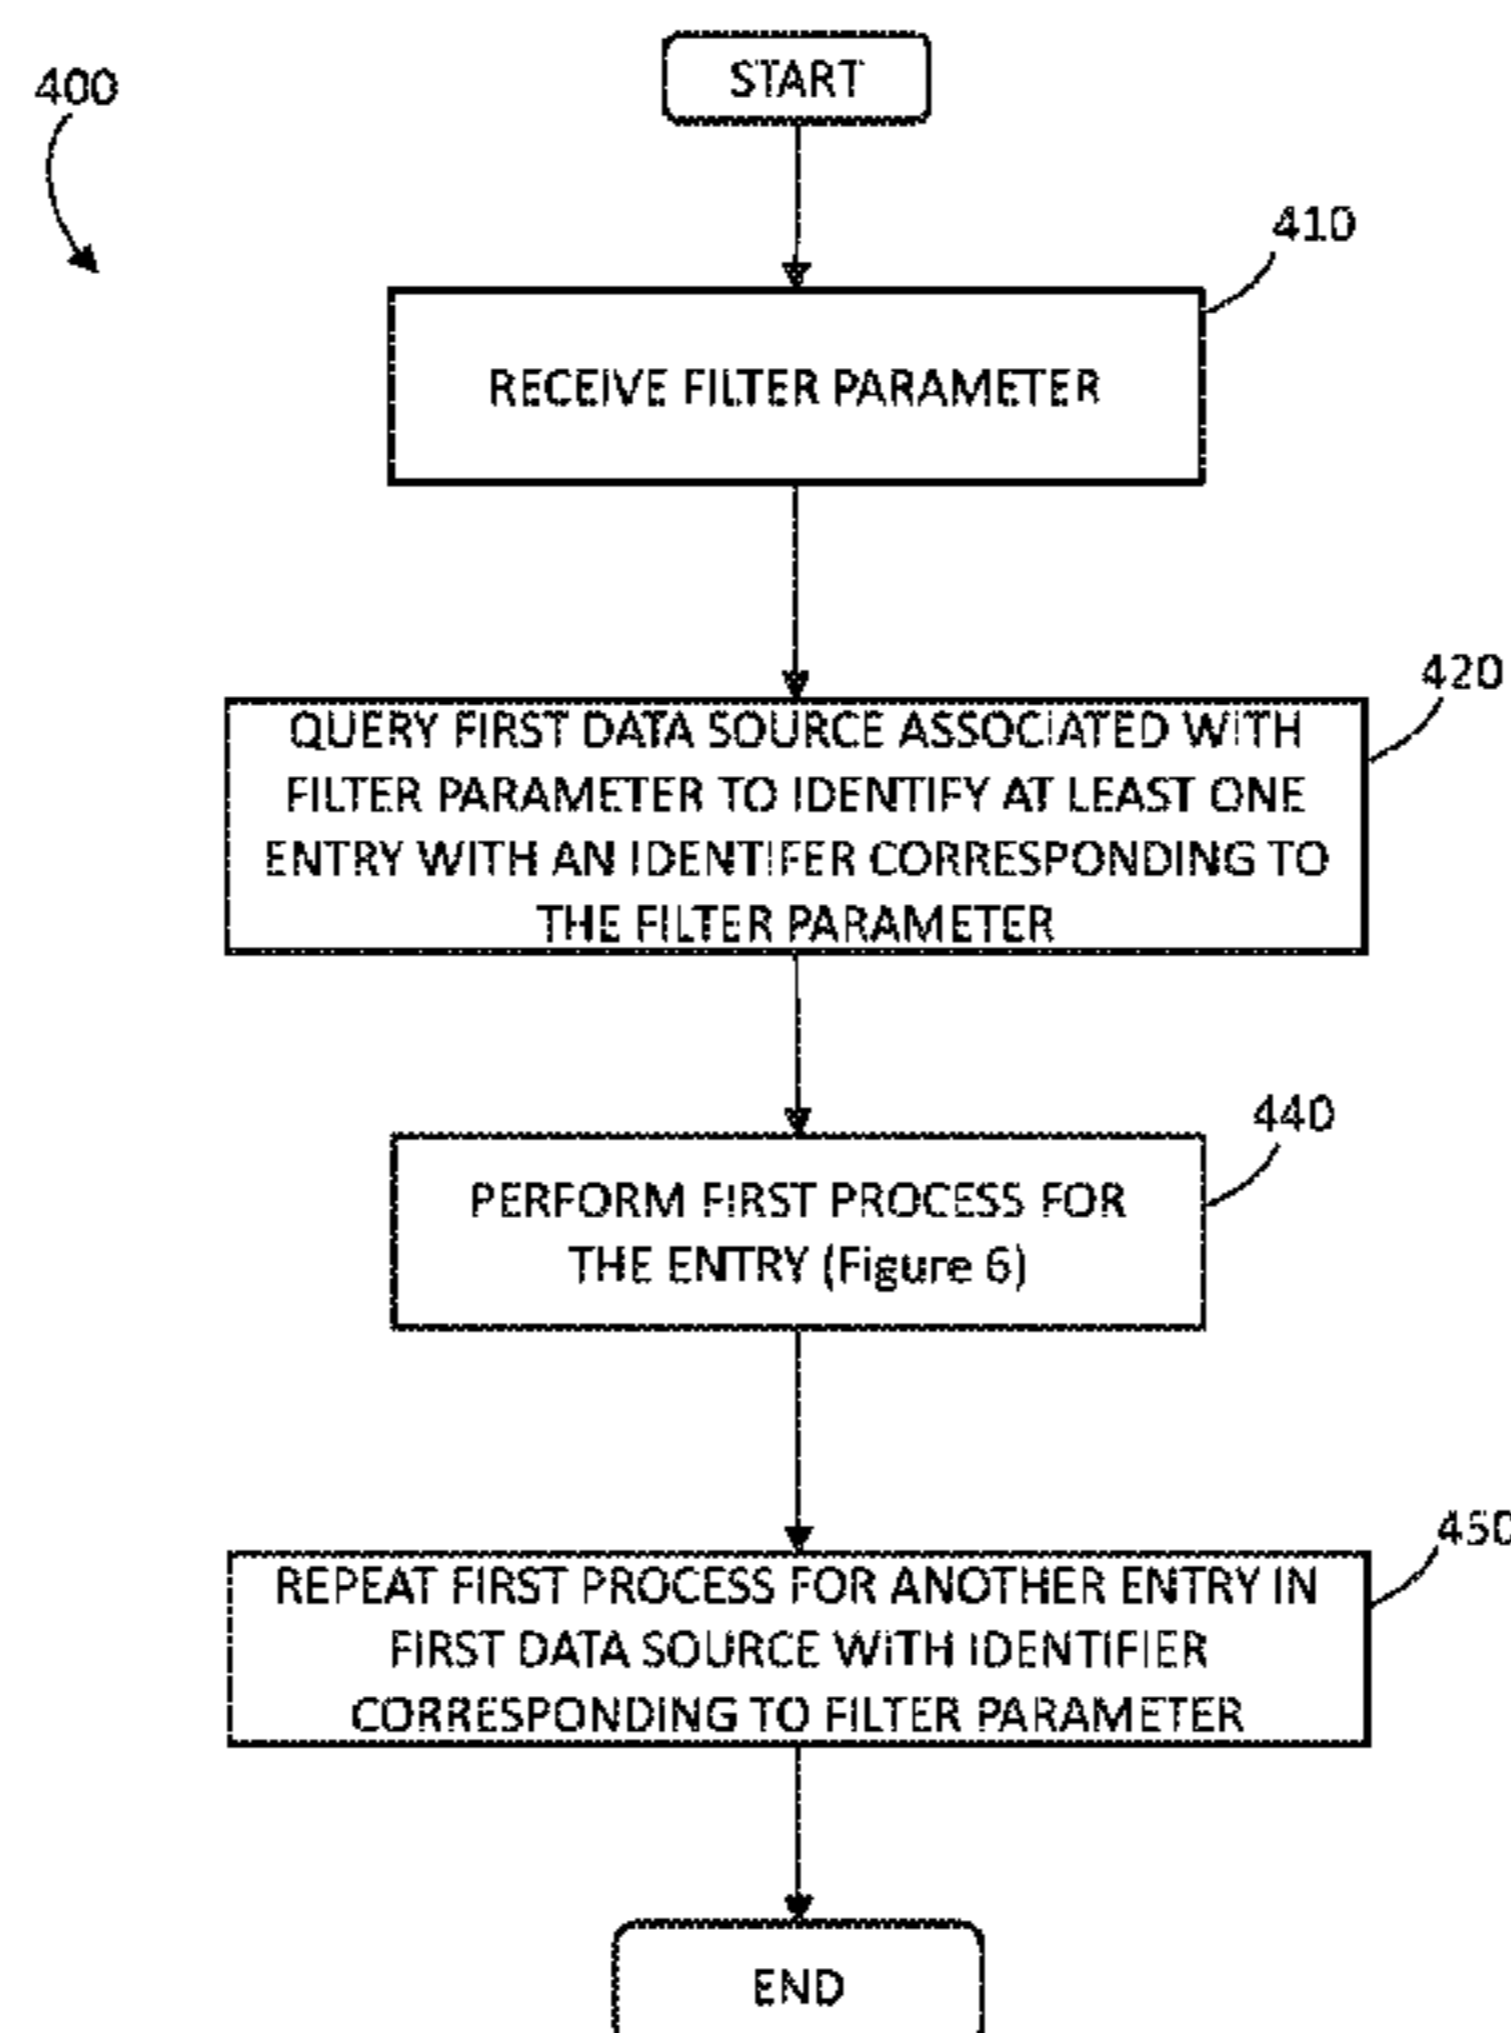 400
START
410
RECEIVE FILTER PARAMETER
420
QUERY FIRST DATA SOURCE ASSOCIATED WITH
FILTER PARAMETER TO IDENTIFY AT LEAST ONE
ENTRY WITH AN IDENTIFER CORRESPONDING TO
THE FILTER PARAMETER
440
PERFORM FIRST PROCESS FOR
THE ENTRY (Figure 6)
450
REPEAT FIRST PROCESS FOR ANOTHER ENTRY IN
FIRST DATA SOURCE WITH IDENTIFIER
CORRESPONDING TO FILTER PARAMETER
END